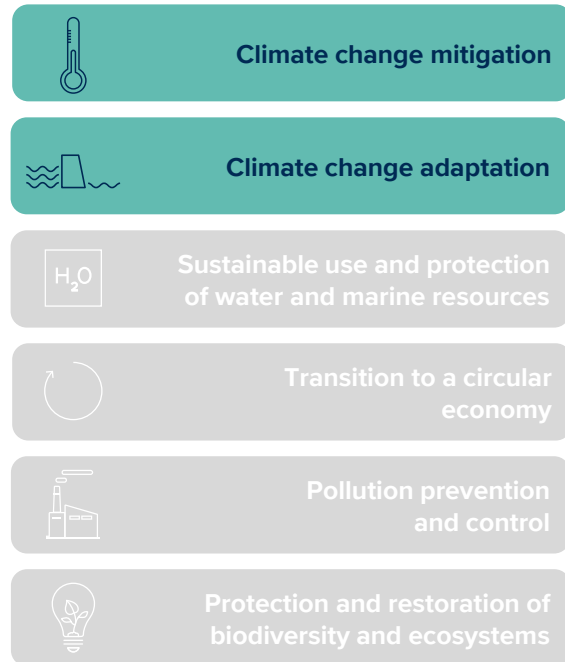 Climate change mitigation
Climate change adaptation
H₂O
Sustainable use and protection
of water and marine resources
Transition to a circular
economy
Pollution prevention
and control
Protection and restoration of
biodiversity and ecosystems